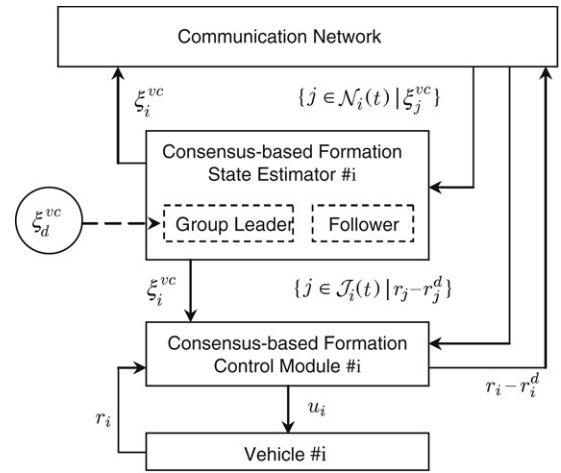 Communication Network
ξ_i^{vc}
{j ∈ 𝒩_i(t) | ξ_j^{vc}}
Consensus-based Formation
State Estimator #i
ξ_d^{vc}
Group Leader
Follower
ξ_i^{vc}
{j ∈ 𝒥_i(t) | r_j – r_j^d}
Consensus-based Formation
Control Module #i
r_i
u_i
r_i – r_i^d
Vehicle #i